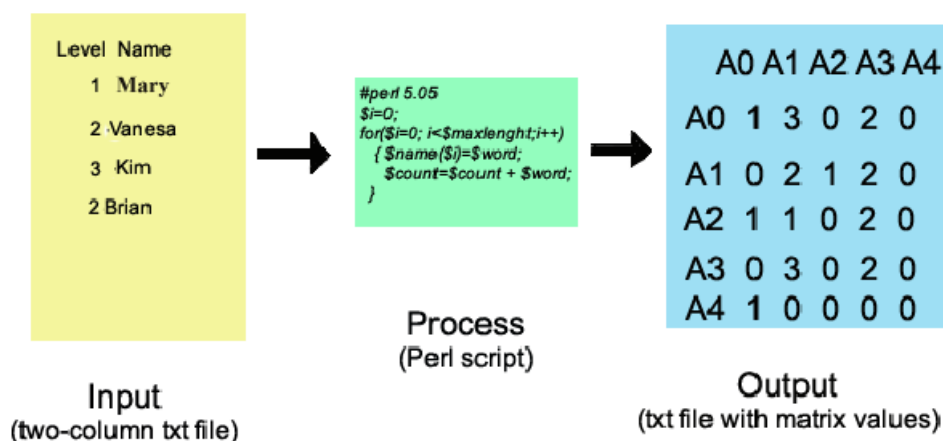 Level Name
1 Mary
2 Vanesa
3 Kim
2 Brian
Input
(two-column txt file)
#perl 5.05
$i=0;
for($i=0; i<$maxlenght;i++)
{ $name($i)=$word;
$count=$count + $word;
}
Process
(Perl script)
A0 A1 A2 A3 A4
A0 1 3 0 2 0
A1 0 2 1 2 0
A2 1 1 0 2 0
A3 0 3 0 2 0
A4 1 0 0 0 0
Output
(txt file with matrix values)